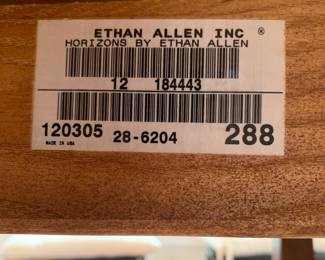 ETHAN ALLEN INC ®
HORIZONS BY ETHAN ALLEN
12 184443
120305 28-6204 288
MADE IN USA